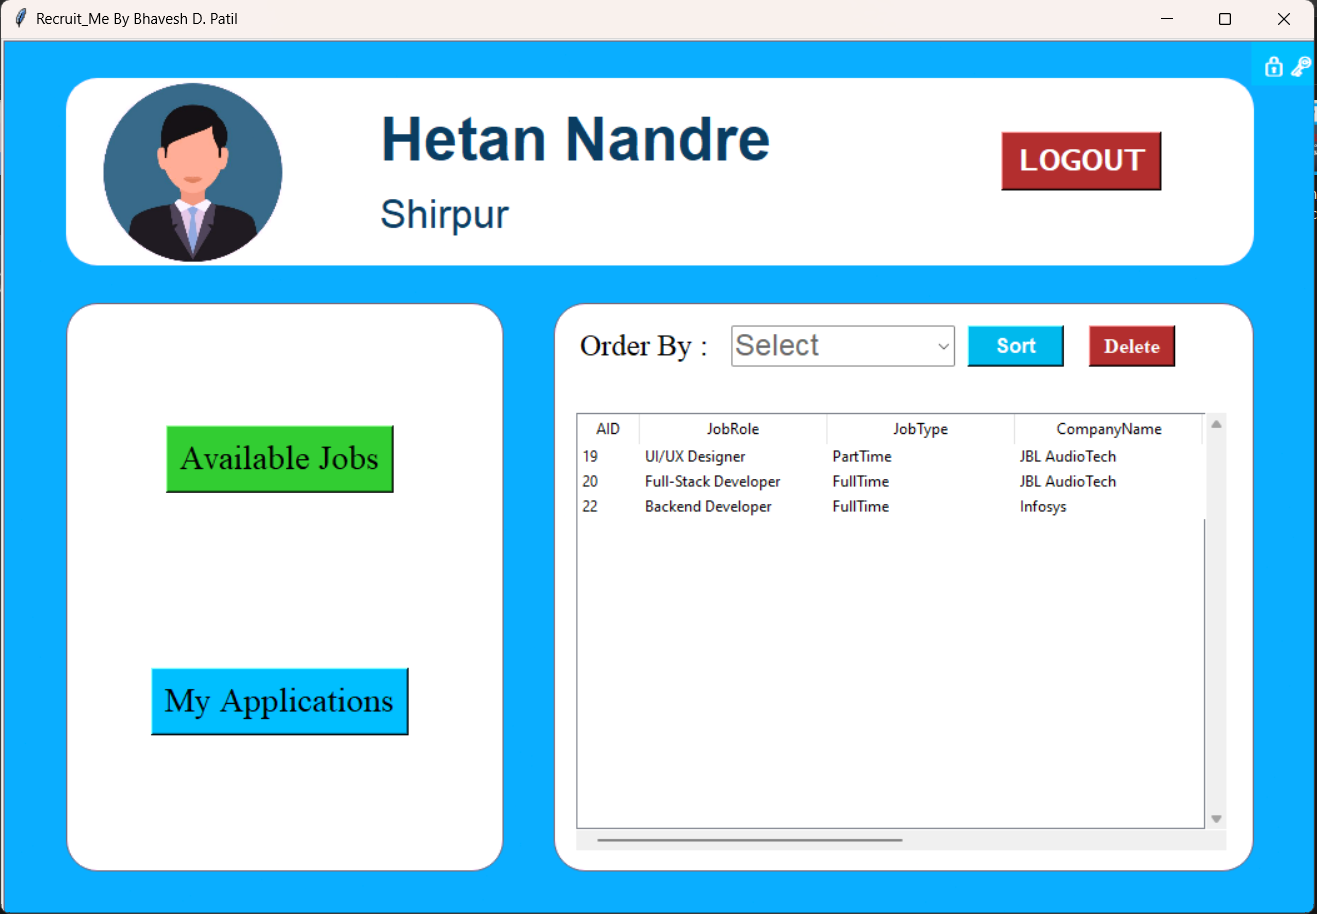 Recruit_Me By Bhavesh D. Patil
Hetan Nandre
Shirpur
LOGOUT
Available Jobs
My Applications
Order By : Select Sort Delete
AID JobRole JobType CompanyName
19 UI/UX Designer PartTime JBL AudioTech
20 Full-Stack Developer FullTime JBL AudioTech
22 Backend Developer FullTime Infosys